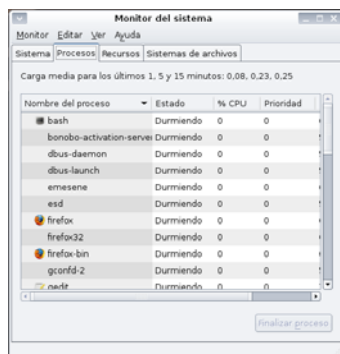 Monitor del sistema
Monitor Editar Ver Ayuda
Sistema Procesos Recursos Sistemas de archivos
Carga media para los últimos 1, 5 y 15 minutos: 0,08, 0,23, 0,25
Nombre del proceso Estado % CPU Prioridad
bash Durmiendo 0 0
bonobo-activation-server Durmiendo 0 0
dbus-daemon Durmiendo 0 0
dbus-launch Durmiendo 0 0
emesene Durmiendo 0 0
esd Durmiendo 0 0
firefox Durmiendo 0 0
firefox32 Durmiendo 0 0
firefox-bin Durmiendo 0 0
gconfd-2 Durmiendo 0 0
gedit Durmiendo 0 0
Finalizar proceso